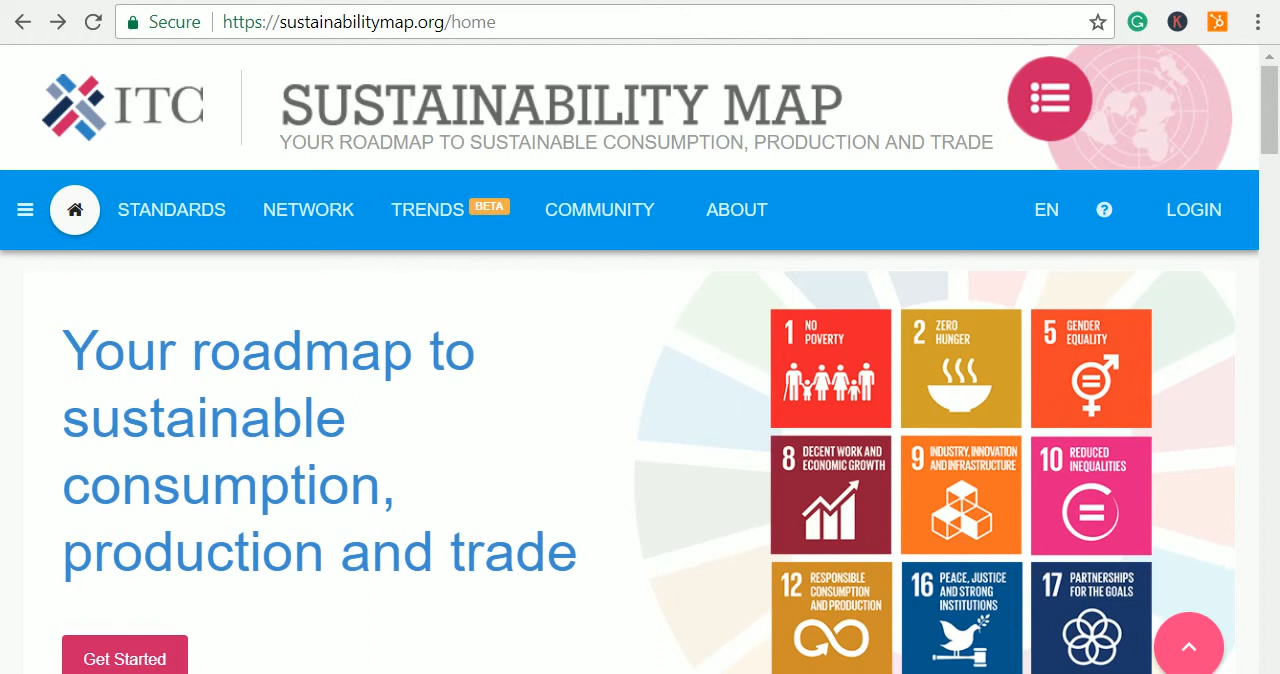 Secure https://sustainabilitymap.org/home
ITC
SUSTAINABILITY MAP
YOUR ROADMAP TO SUSTAINABLE CONSUMPTION, PRODUCTION AND TRADE
STANDARDS NETWORK TRENDS BETA COMMUNITY ABOUT EN ? LOGIN
Your roadmap to
sustainable
consumption,
production and trade
Get Started
1 NO
POVERTY
2 ZERO
HUNGER
5 GENDER
EQUALITY
8 DECENT WORK AND
ECONOMIC GROWTH
9 INDUSTRY, INNOVATION
AND INFRASTRUCTURE
10 REDUCED
INEQUALITIES
12 RESPONSIBLE
CONSUMPTION
AND PRODUCTION
16 PEACE, JUSTICE
AND STRONG
INSTITUTIONS
17 PARTNERSHIPS
FOR THE GOALS